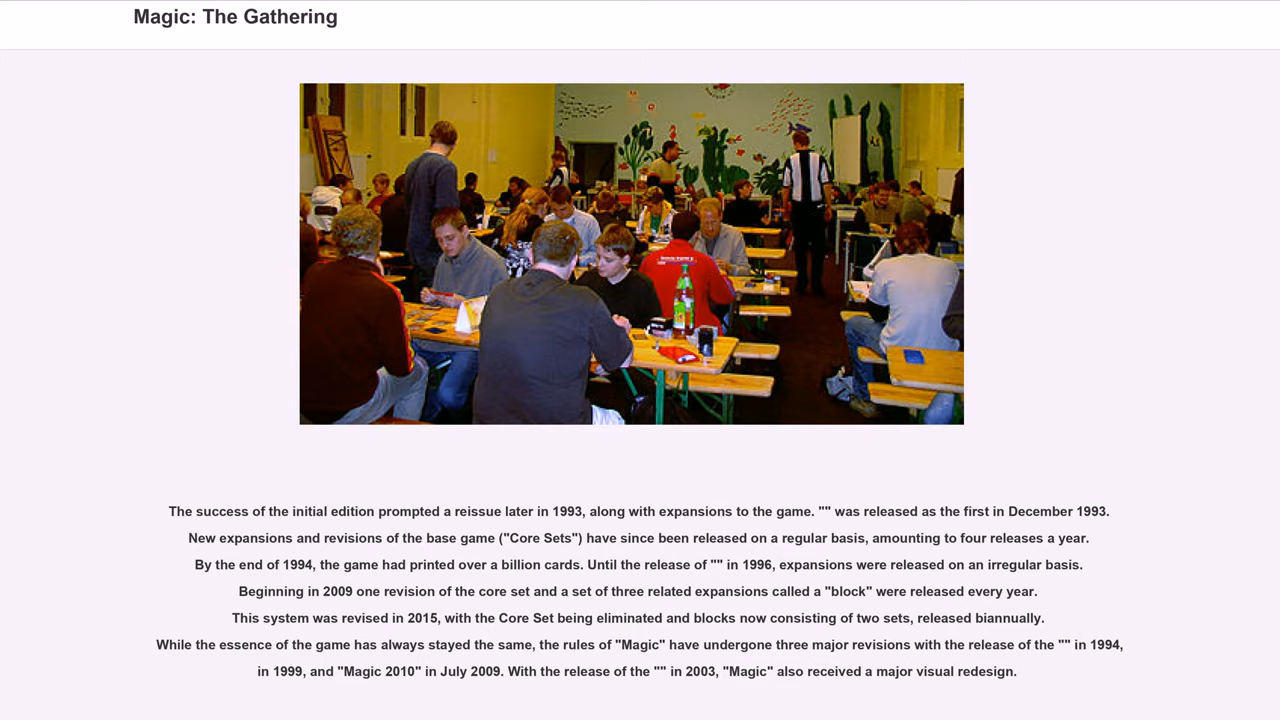 Magic: The Gathering
The success of the initial edition prompted a reissue later in 1993, along with expansions to the game. "" was released as the first in December 1993.
New expansions and revisions of the base game ("Core Sets") have since been released on a regular basis, amounting to four releases a year.
By the end of 1994, the game had printed over a billion cards. Until the release of "" in 1996, expansions were released on an irregular basis.
Beginning in 2009 one revision of the core set and a set of three related expansions called a "block" were released every year.
This system was revised in 2015, with the Core Set being eliminated and blocks now consisting of two sets, released biannually.
While the essence of the game has always stayed the same, the rules of "Magic" have undergone three major revisions with the release of the "" in 1994,
in 1999, and "Magic 2010" in July 2009. With the release of the "" in 2003, "Magic" also received a major visual redesign.